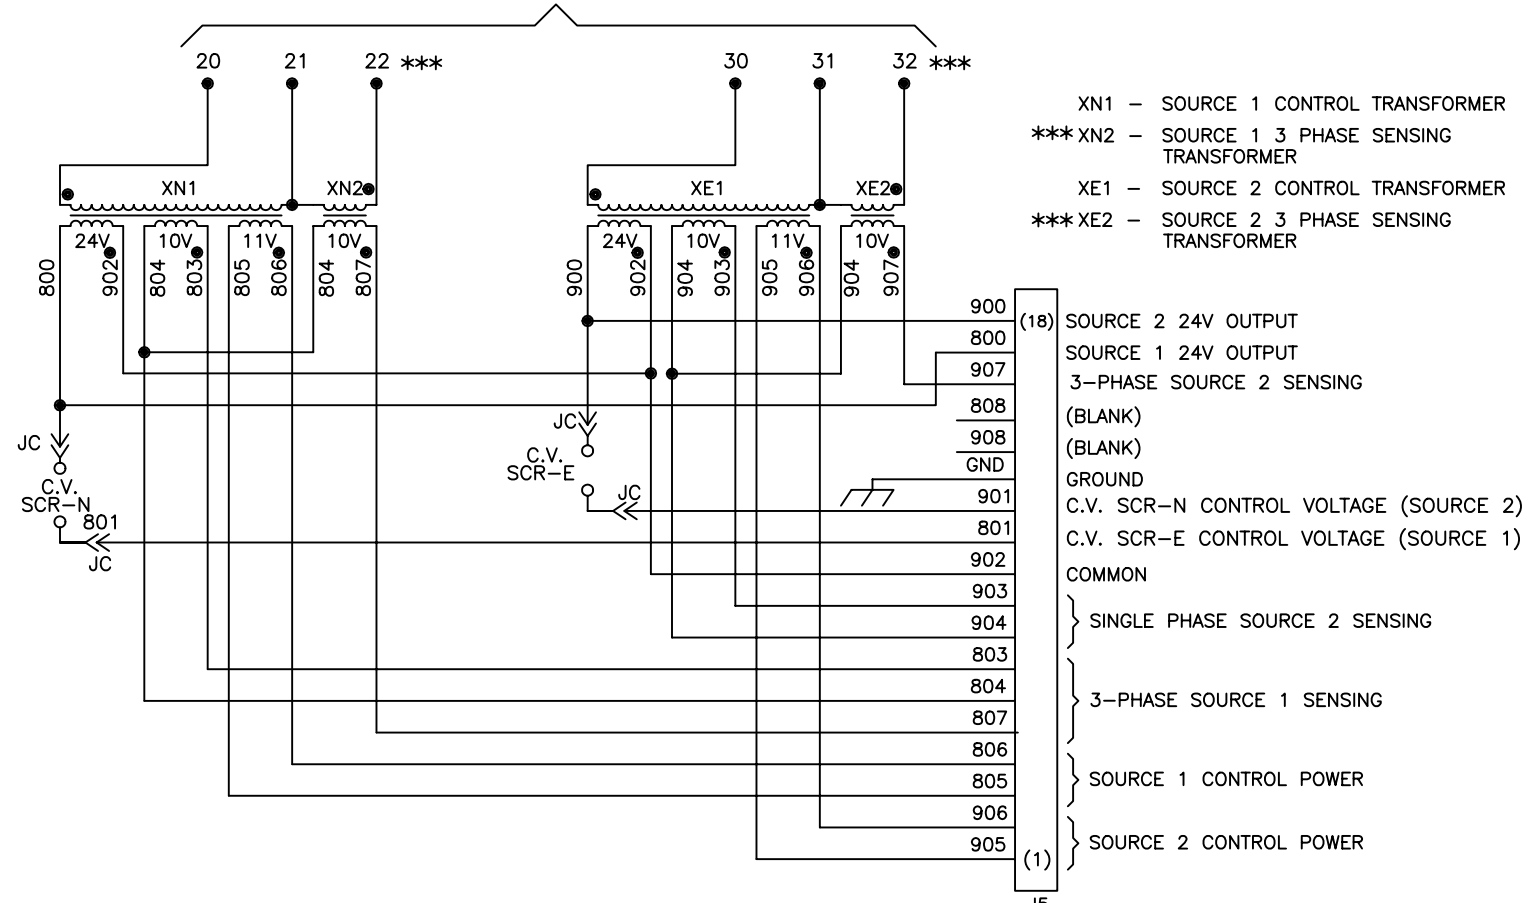 20 21 22 *** 30 31 32 ***
XN1 – SOURCE 1 CONTROL TRANSFORMER
*** XN2 – SOURCE 1 3 PHASE SENSING
TRANSFORMER
XE1 – SOURCE 2 CONTROL TRANSFORMER
*** XE2 – SOURCE 2 3 PHASE SENSING
TRANSFORMER
XN1 XN2 XE1 XE2
24V 10V 11V 10V 24V 10V 11V 10V
800 902 804 803 805 806 804 807 900 902 904 903 905 906 904 907
900 (18) SOURCE 2 24V OUTPUT
800 SOURCE 1 24V OUTPUT
907 3–PHASE SOURCE 2 SENSING
808 (BLANK)
908 (BLANK)
GND GROUND
901 C.V. SCR–N CONTROL VOLTAGE (SOURCE 2)
801 C.V. SCR–E CONTROL VOLTAGE (SOURCE 1)
902 COMMON
903
904 SINGLE PHASE SOURCE 2 SENSING
803
804 3–PHASE SOURCE 1 SENSING
807
806
805 SOURCE 1 CONTROL POWER
906
905 (1) SOURCE 2 CONTROL POWER
JC
C.V.
SCR–N
801
JC
JC
C.V.
SCR–E
JC